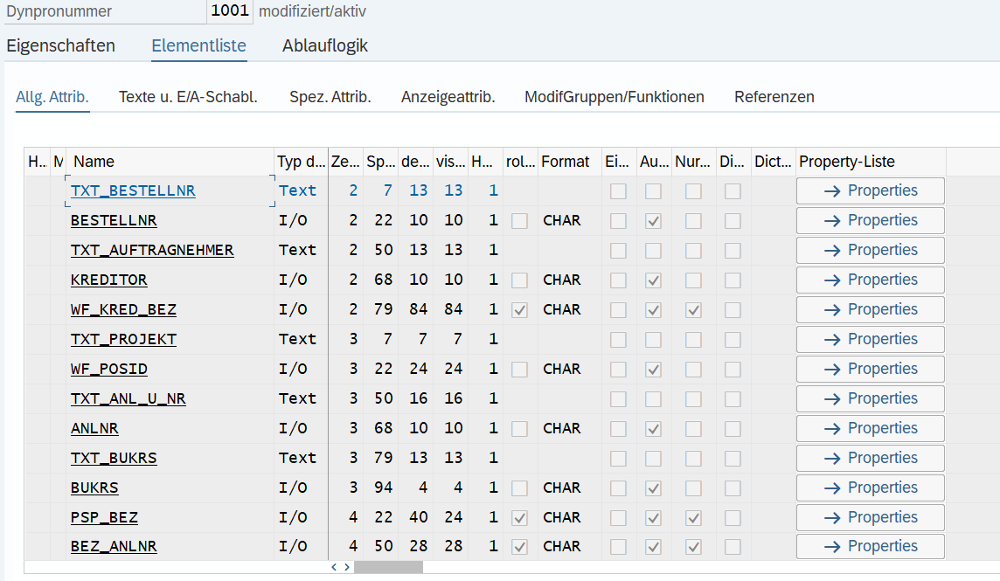 Dynpronummer 1001 modifiziert/aktiv
Eigenschaften Elementliste Ablauflogik
Allg. Attrib. Texte u. E/A-Schabl. Spez. Attrib. Anzeigeattrib. ModifGruppen/Funktionen Referenzen
H... M Name Typ d... Ze... Sp... de... vis... H... rol... Format Ei... Au... Nur... Di... Dict... Property-Liste
TXT_BESTELLNR Text 2 7 13 13 1 → Properties
BESTELLNR I/O 2 22 10 10 1 CHAR → Properties
TXT_AUFTRAGNEHMER Text 2 50 13 13 1 → Properties
KREDITOR I/O 2 68 10 10 1 CHAR → Properties
WF_KRED_BEZ I/O 2 79 84 84 1 CHAR → Properties
TXT_PROJEKT Text 3 7 7 7 1 → Properties
WF_POSID I/O 3 22 24 24 1 CHAR → Properties
TXT_ANL_U_NR Text 3 50 16 16 1 → Properties
ANLNR I/O 3 68 10 10 1 CHAR → Properties
TXT_BUKRS Text 3 79 13 13 1 → Properties
BUKRS I/O 3 94 4 4 1 CHAR → Properties
PSP_BEZ I/O 4 22 40 24 1 CHAR → Properties
BEZ_ANLNR I/O 4 50 28 28 1 CHAR → Properties